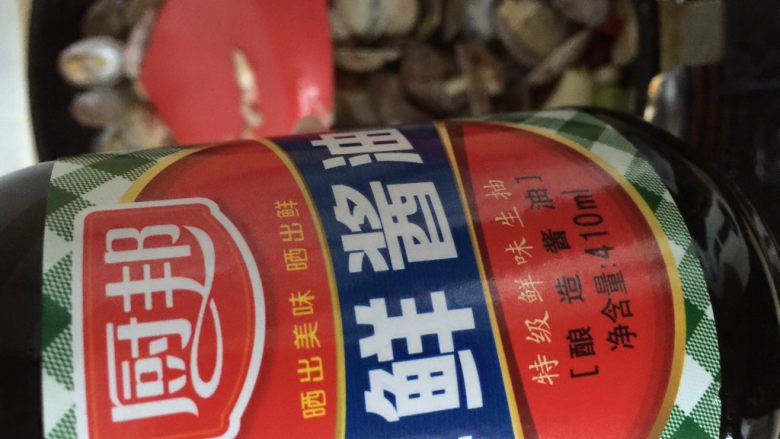 厨邦
晒出美味 晒出鲜
鲜酱油
特级鲜味生抽
[酿造酱油]
净含量:410ml